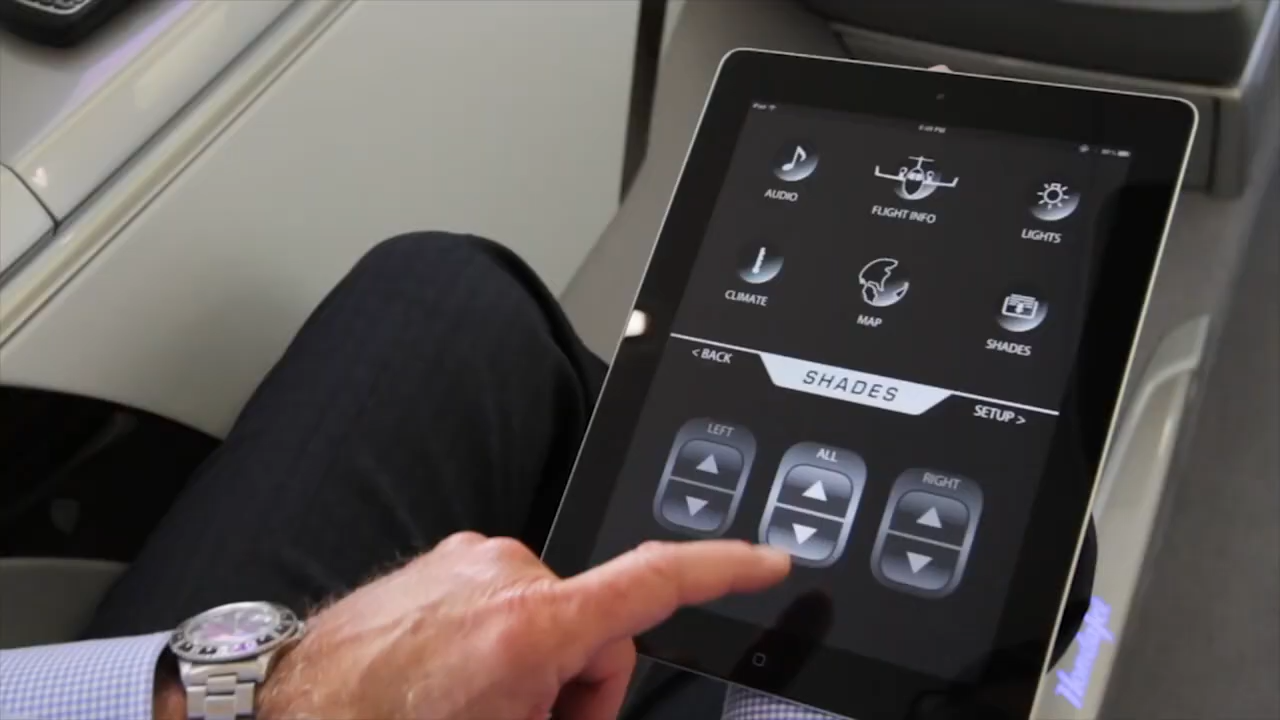 AUDIO
FLIGHT INFO
LIGHTS
CLIMATE
MAP
SHADES
< BACK
SHADES
SETUP >
LEFT
ALL
RIGHT